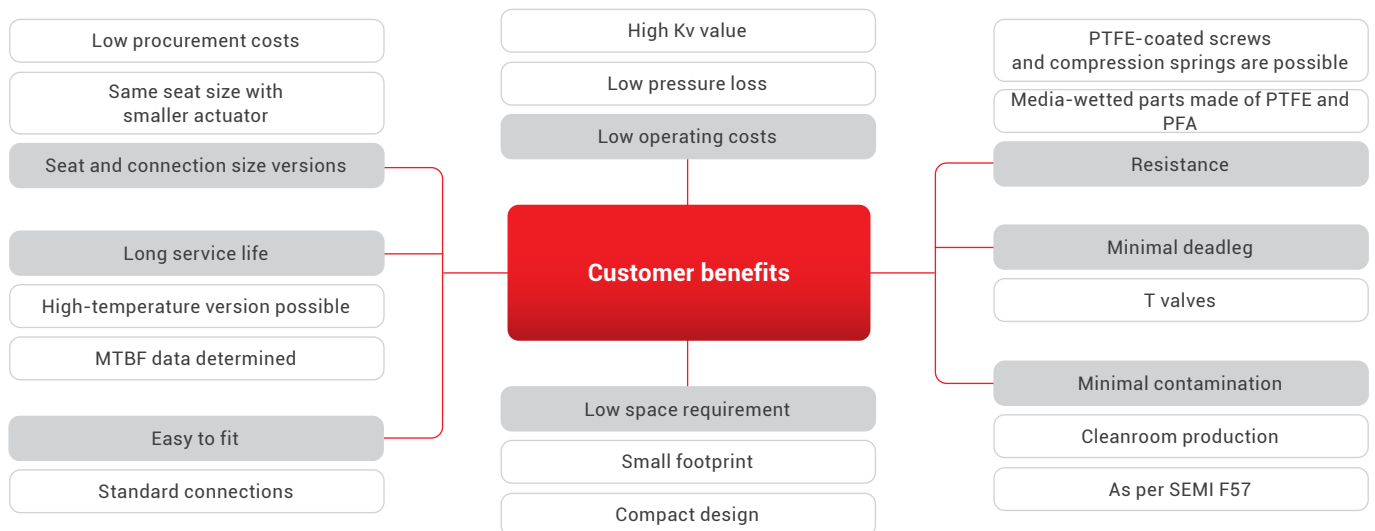 Low procurement costs
Same seat size with
smaller actuator
Seat and connection size versions
Long service life
High-temperature version possible
MTBF data determined
Easy to fit
Standard connections
High Kv value
Low pressure loss
Low operating costs
Customer benefits
Low space requirement
Small footprint
Compact design
PTFE-coated screws
and compression springs are possible
Media-wetted parts made of PTFE and
PFA
Resistance
Minimal deadleg
T valves
Minimal contamination
Cleanroom production
As per SEMI F57